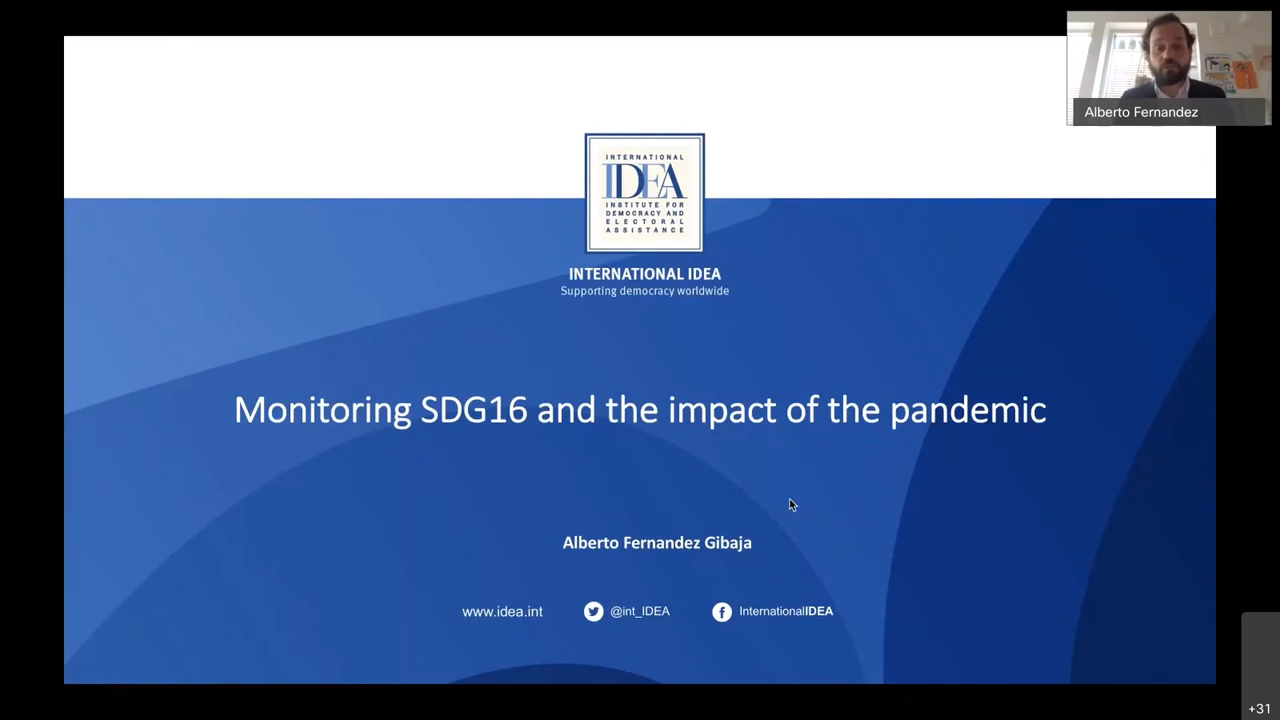 Alberto Fernandez
INTERNATIONAL
IDEA
INSTITUTE FOR
DEMOCRACY AND
ELECTORAL
ASSISTANCE
INTERNATIONAL IDEA
Supporting democracy worldwide
Monitoring SDG16 and the impact of the pandemic
Alberto Fernandez Gibaja
www.idea.int
@int_IDEA
InternationalIDEA
+31